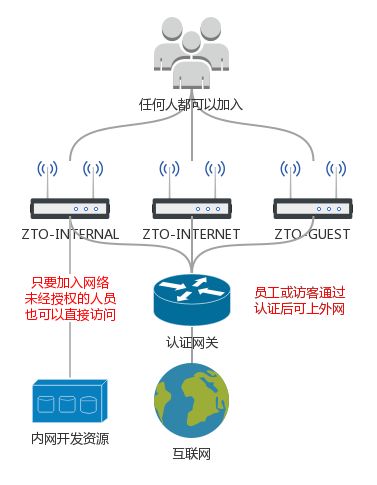 任何人都可以加入
ZTO-INTERNAL
ZTO-INTERNET
ZTO-GUEST
只要加入网络
未经授权的人员
也可以直接访问
员工或访客通过
认证后可上外网
认证网关
内网开发资源
互联网